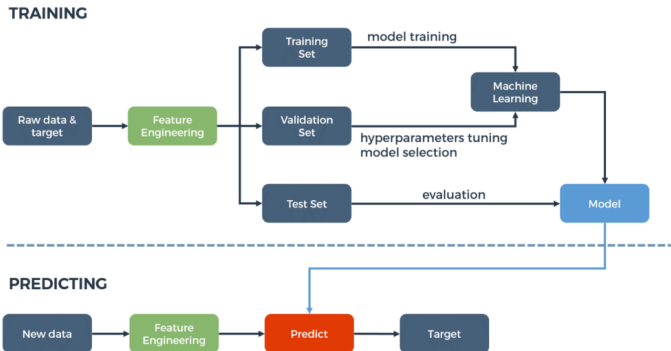 TRAINING
Training
Set
model training
Machine
Learning
Raw data &
target
Feature
Engineering
Validation
Set
hyperparameters tuning
model selection
Test Set
evaluation
Model
PREDICTING
New data
Feature
Engineering
Predict
Target